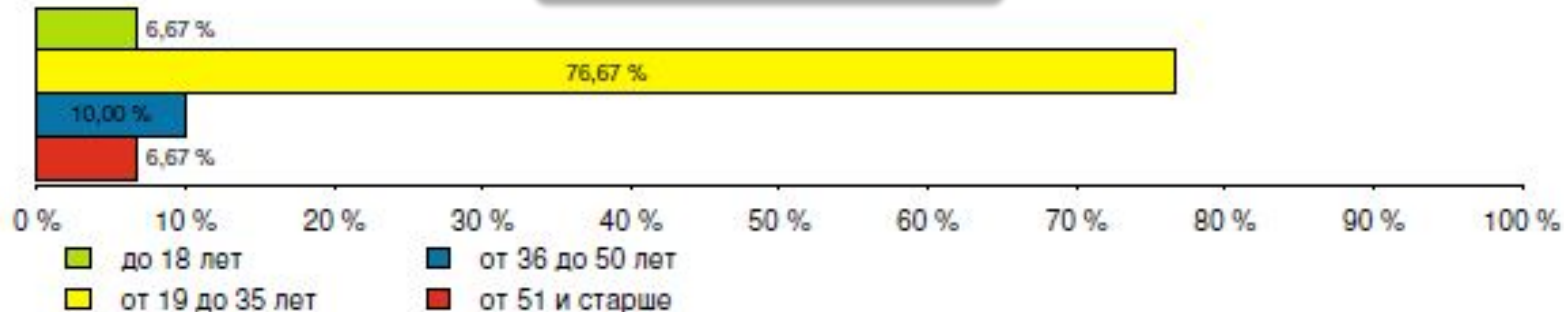 6,67 %
76,67 %
10,00 %
6,67 %
0 % 10 % 20 % 30 % 40 % 50 % 60 % 70 % 80 % 90 % 100 %
до 18 лет от 36 до 50 лет
от 19 до 35 лет от 51 и старше